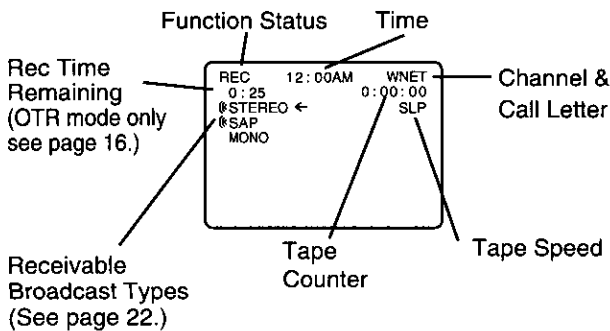 Function Status
Time
Rec Time
Remaining
(OTR mode only
see page 16.)
REC 12:00AM WNET
0:25 0:00:00
STEREO ← SLP
SAP
MONO
Channel &
Call Letter
Receivable
Broadcast Types
(See page 22.)
Tape
Counter
Tape Speed